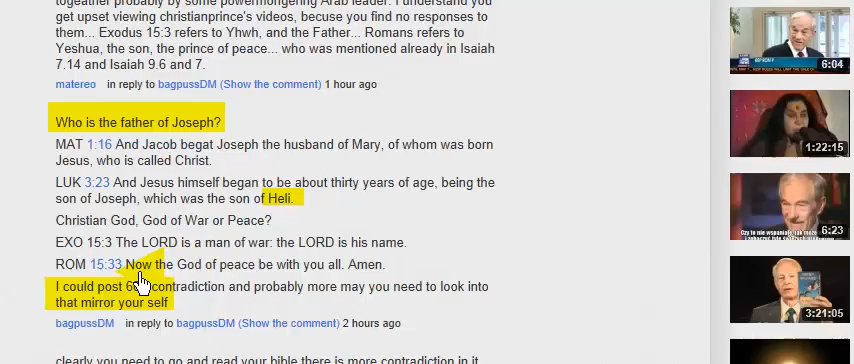 togeather probably by some powermongering Arab leader. I understand you
get upset viewing christianprince's videos, becuse you find no responses to
them... Exodus 15:3 refers to Yhwh, and the Father... Romans refers to
Yeshua, the son, the prince of peace... who was mentioned already in Isaiah
7.14 and Isaiah 9.6 and 7.
matereo in reply to bagpussDM (Show the comment) 1 hour ago
Who is the father of Joseph?
MAT 1:16 And Jacob begat Joseph the husband of Mary, of whom was born
Jesus, who is called Christ.
LUK 3:23 And Jesus himself began to be about thirty years of age, being the
son of Joseph, which was the son of Heli.
Christian God, God of War or Peace?
EXO 15:3 The LORD is a man of war: the LORD is his name.
ROM 15:33 Now the God of peace be with you all. Amen.
I could post contradiction and probably more may you need to look into
that mirror your self
bagpussDM in reply to bagpussDM (Show the comment) 2 hours ago
clearly you need to go and read your bible there is more contradiction in it
6:04
1:22:15
Czy to nie wspaniałe, jak może
6:23
3:21:05